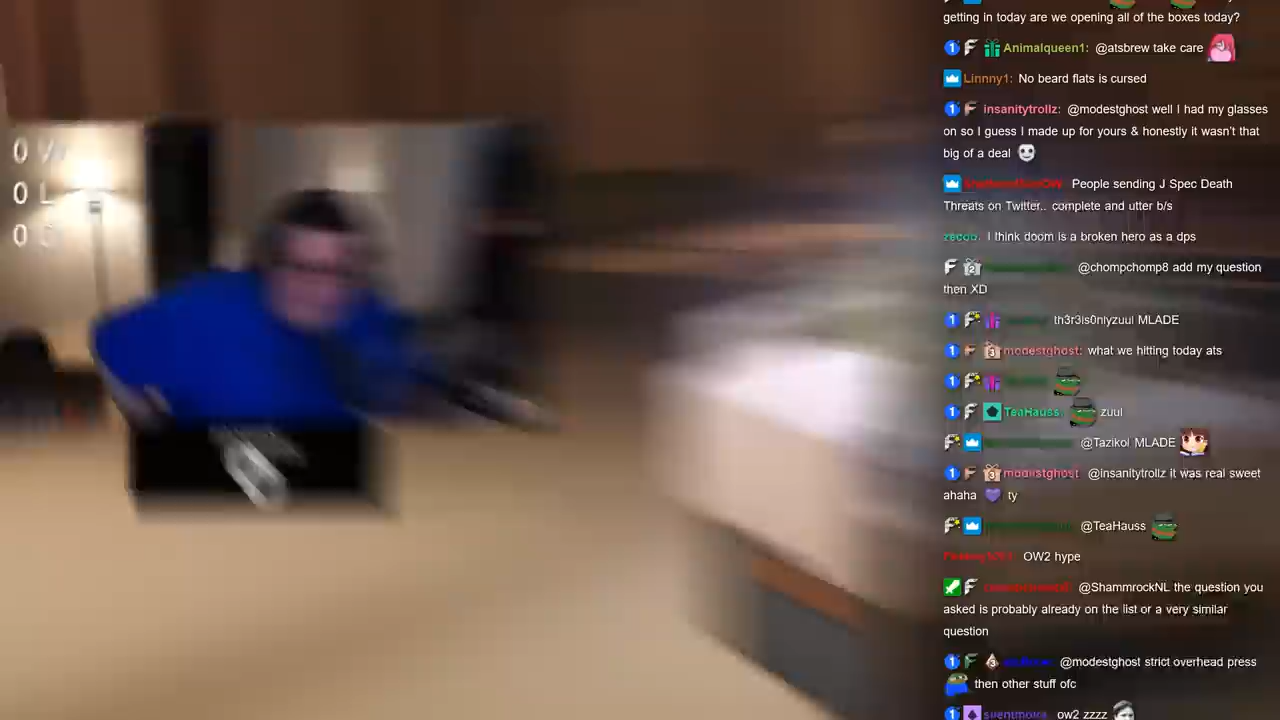 getting in today are we opening all of the boxes today?
Animalqueen1: @atsbrew take care
Linnny1: No beard flats is cursed
insanitytrollz: @modestghost well I had my glasses
on so I guess I made up for yours & honestly it wasn't that
big of a deal
People sending J Spec Death
Threats on Twitter.. complete and utter b/s
I think doom is a broken hero as a dps
@chompchomp8 add my question
then XD
th3r3is0nlyzuul MLADE
modestghost: what we hitting today ats
TeaHauss: zuul
@Tazikol MLADE
modestghost: @insanitytrollz it was real sweet
ahaha ty
@TeaHauss
OW2 hype
@ShammrockNL the question you
asked is probably already on the list or a very similar
question
@modestghost strict overhead press
then other stuff ofc
ow2 zzzz
0 W
0 L
0